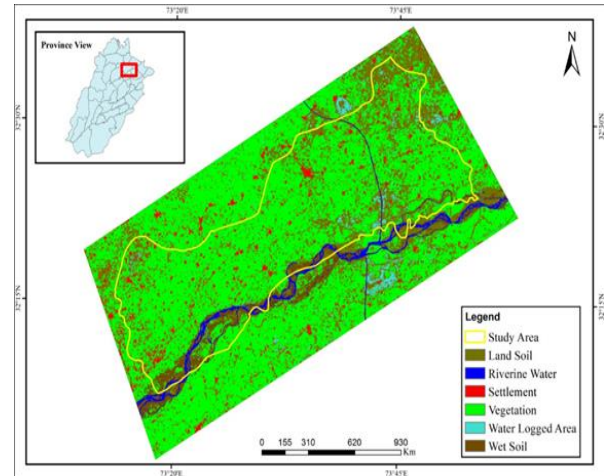 73°20'E
73°45'E
Province View
N
32°30'N
32°30'N
32°15'N
32°15'N
Legend
Study Area
Land Soil
Riverine Water
Settlement
Vegetation
Water Logged Area
Wet Soil
0 155 310 620 930
Km
73°20'E
73°45'E